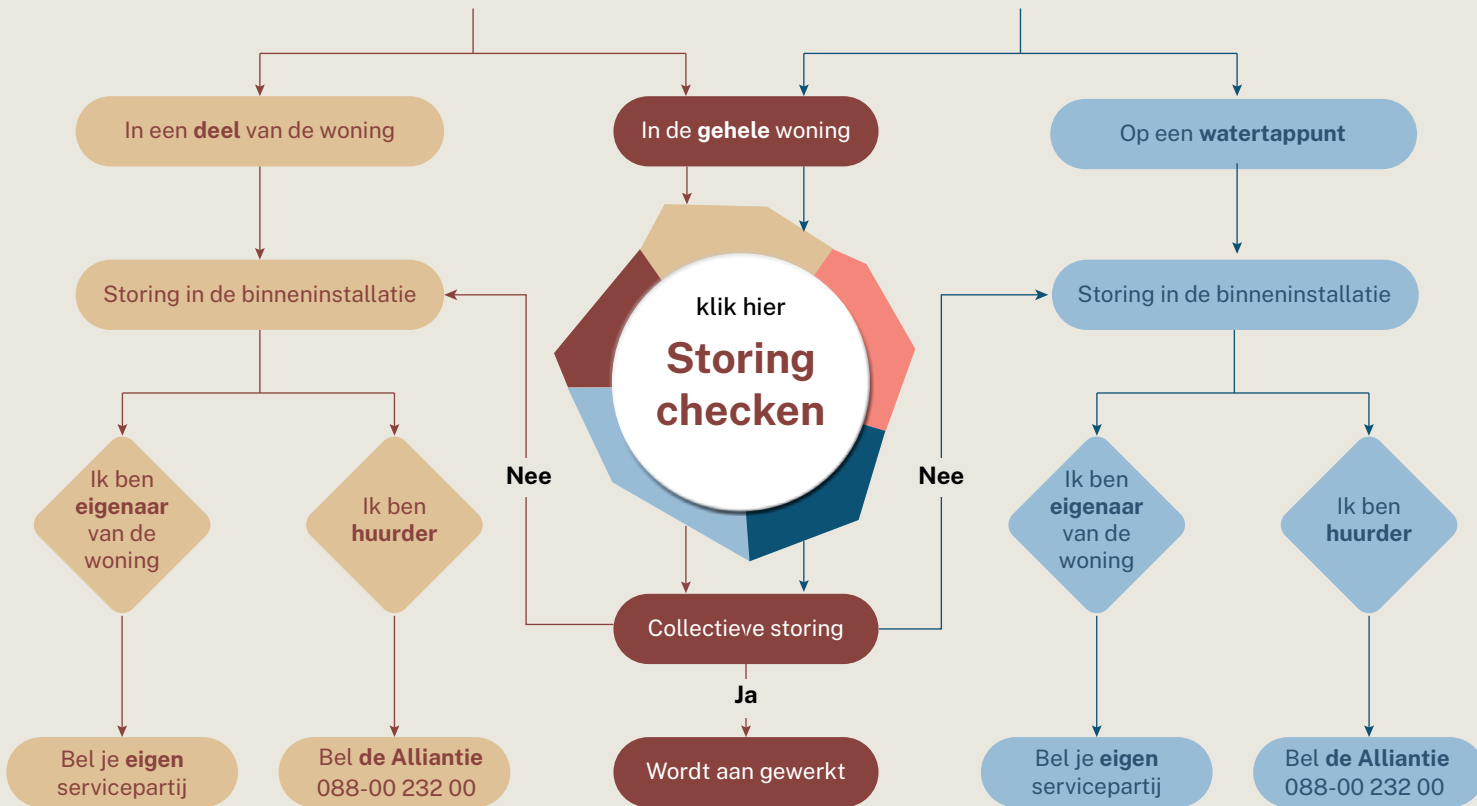 In een deel van de woning
In de gehele woning
Op een watertappunt
Storing in de binneninstallatie
klik hier
Storing
checken
Storing in de binneninstallatie
Nee
Nee
Ik ben
eigenaar
van de
woning
Ik ben
huurder
Ik ben
eigenaar
van de
woning
Ik ben
huurder
Collectieve storing
Ja
Bel je eigen
servicepartij
Bel de Alliantie
088-00 232 00
Wordt aan gewerkt
Bel je eigen
servicepartij
Bel de Alliantie
088-00 232 00